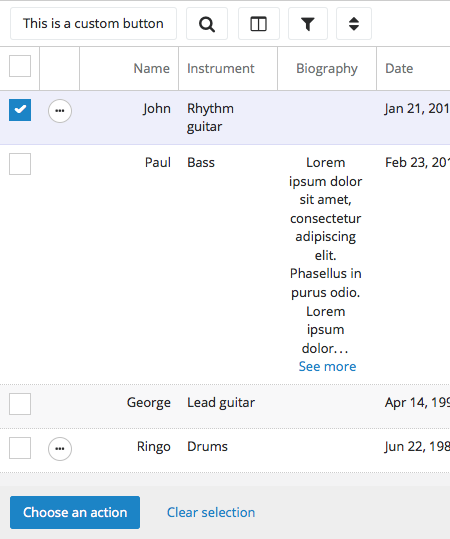 This is a custom button
Name Instrument Biography Date
John Rhythm guitar Jan 21, 201
Paul Bass Lorem Feb 23, 201
ipsum dolor
sit amet,
consectetur
adipiscing
elit.
Phasellus in
purus odio.
Lorem
ipsum
dolor...
See more
George Lead guitar Apr 14, 199
Ringo Drums Jun 22, 198
Choose an action Clear selection